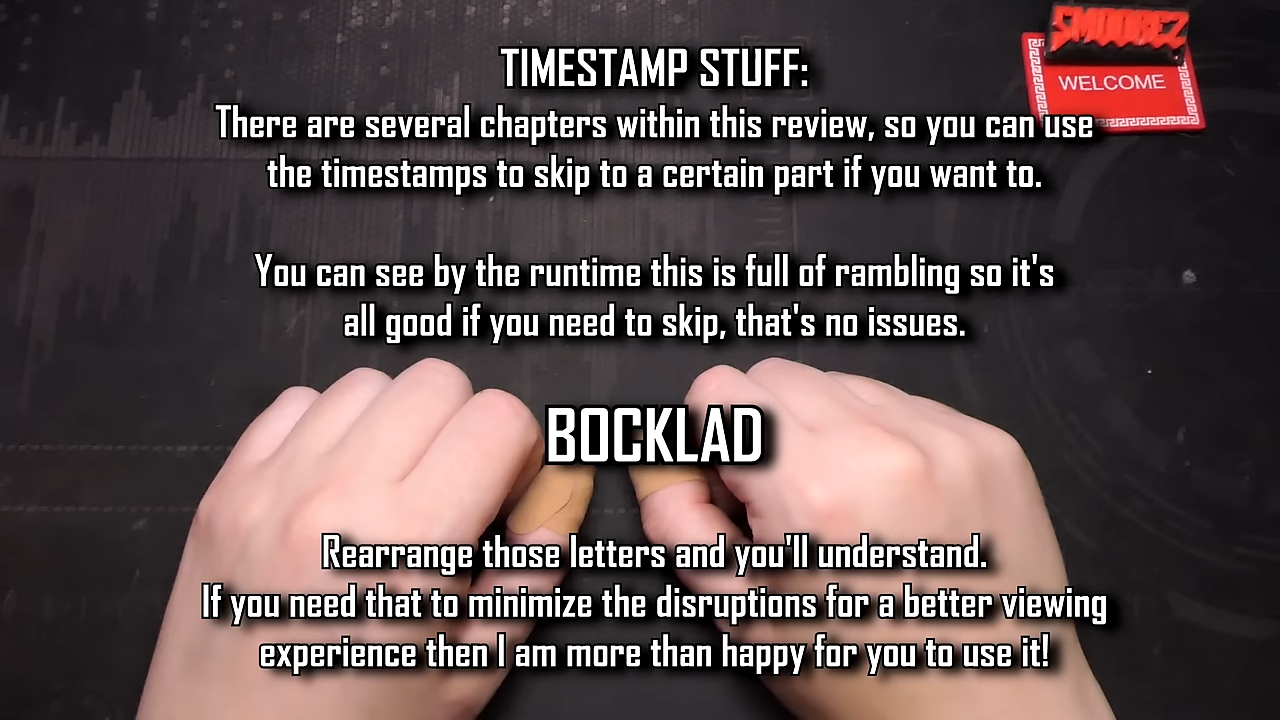 SMOOREZ
WELCOME
TIMESTAMP STUFF:
There are several chapters within this review, so you can use
the timestamps to skip to a certain part if you want to.
You can see by the runtime this is full of rambling so it's
all good if you need to skip, that's no issues.
BOCKLAD
Rearrange those letters and you'll understand.
If you need that to minimize the disruptions for a better viewing
experience then I am more than happy for you to use it!